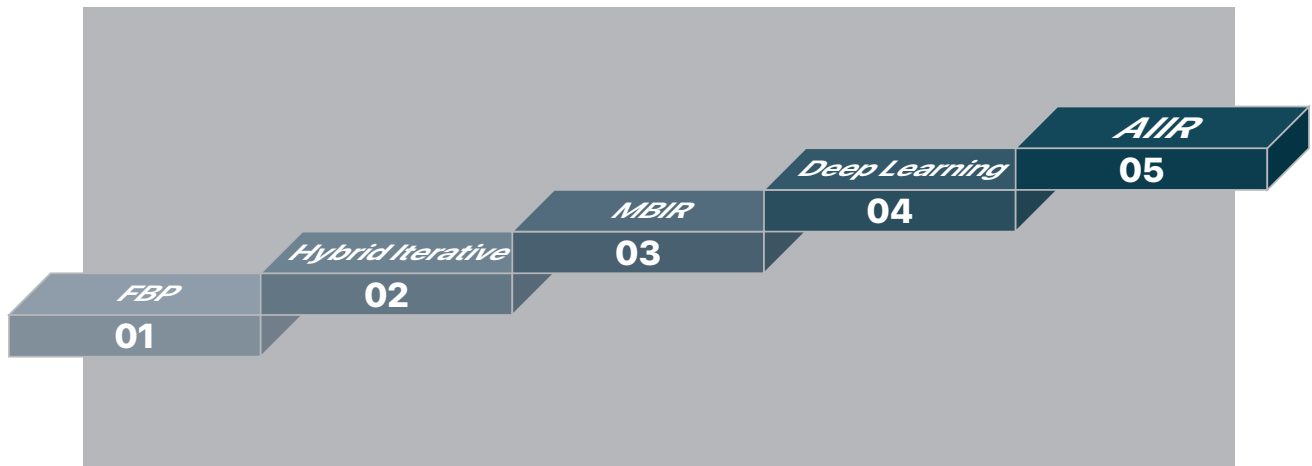 FBP
01
Hybrid Iterative
02
MBIR
03
Deep Learning
04
AIIR
05